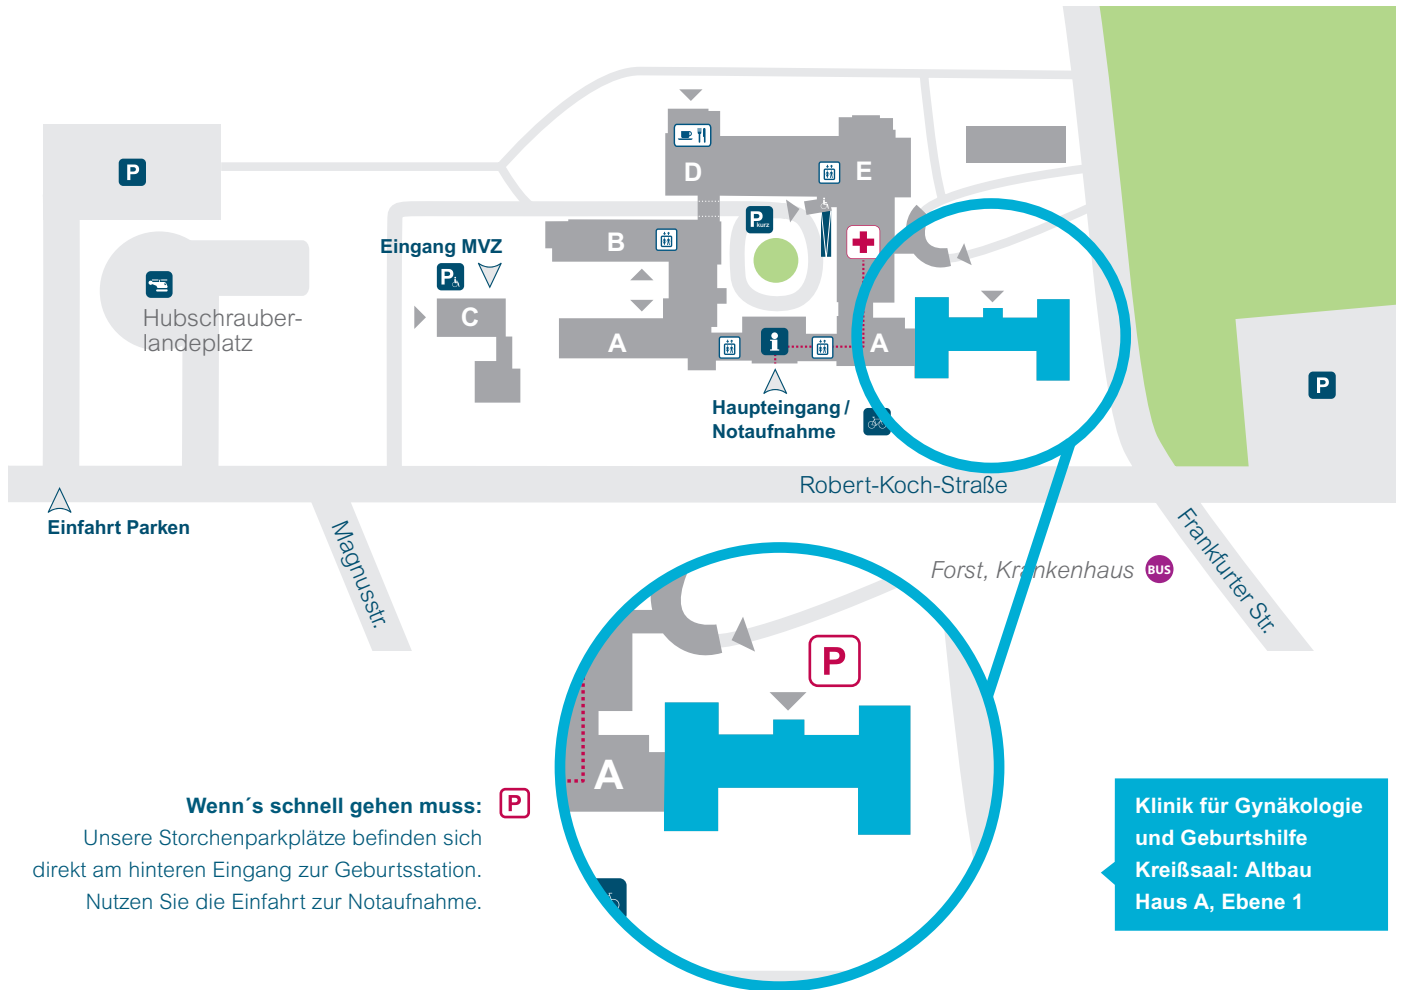 D
E
P
P
kurz
B
Eingang MVZ
P
C
Hubschrauber-
landeplatz
A
i
A
P
Haupteingang /
Notaufnahme
Robert-Koch-Straße
Einfahrt Parken
Magnusstr.
Frankfurter Str.
Forst, Krankenhaus BUS
P
A
Wenn´s schnell gehen muss: P
Unsere Storchenparkplätze befinden sich
direkt am hinteren Eingang zur Geburtsstation.
Nutzen Sie die Einfahrt zur Notaufnahme.
Klinik für Gynäkologie
und Geburtshilfe
Kreißsaal: Altbau
Haus A, Ebene 1